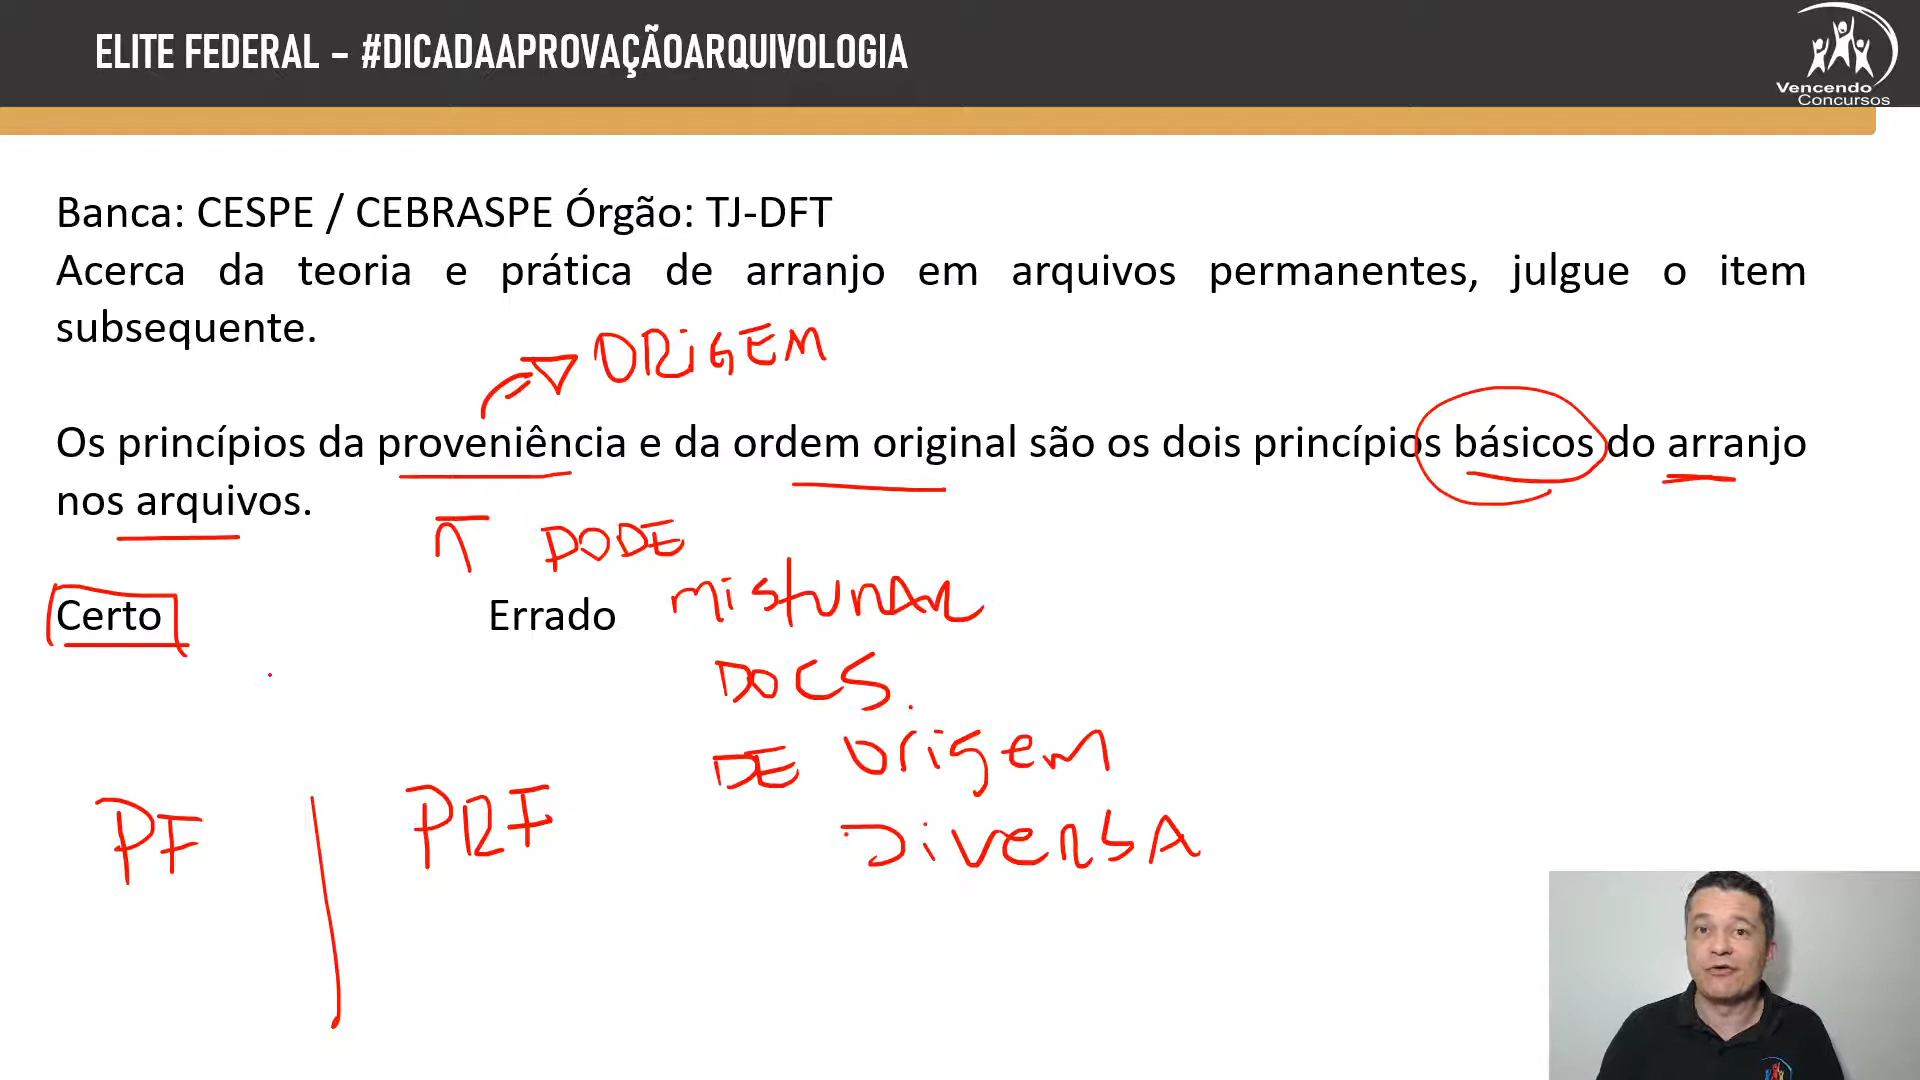 ELITE FEDERAL – #DICADAAPROVAÇÃOARQUIVOLOGIA
Vencendo
Concursos
Banca: CESPE / CEBRASPE Órgão: TJ-DFT
Acerca da teoria e prática de arranjo em arquivos permanentes, julgue o item
subsequente.
ORiGEM
Os princípios da proveniência e da ordem original são os dois princípios básicos do arranjo
nos arquivos.
PODE
Certo
Errado
misturAR
DOCS.
DE origem
DiversA
PF
PRF